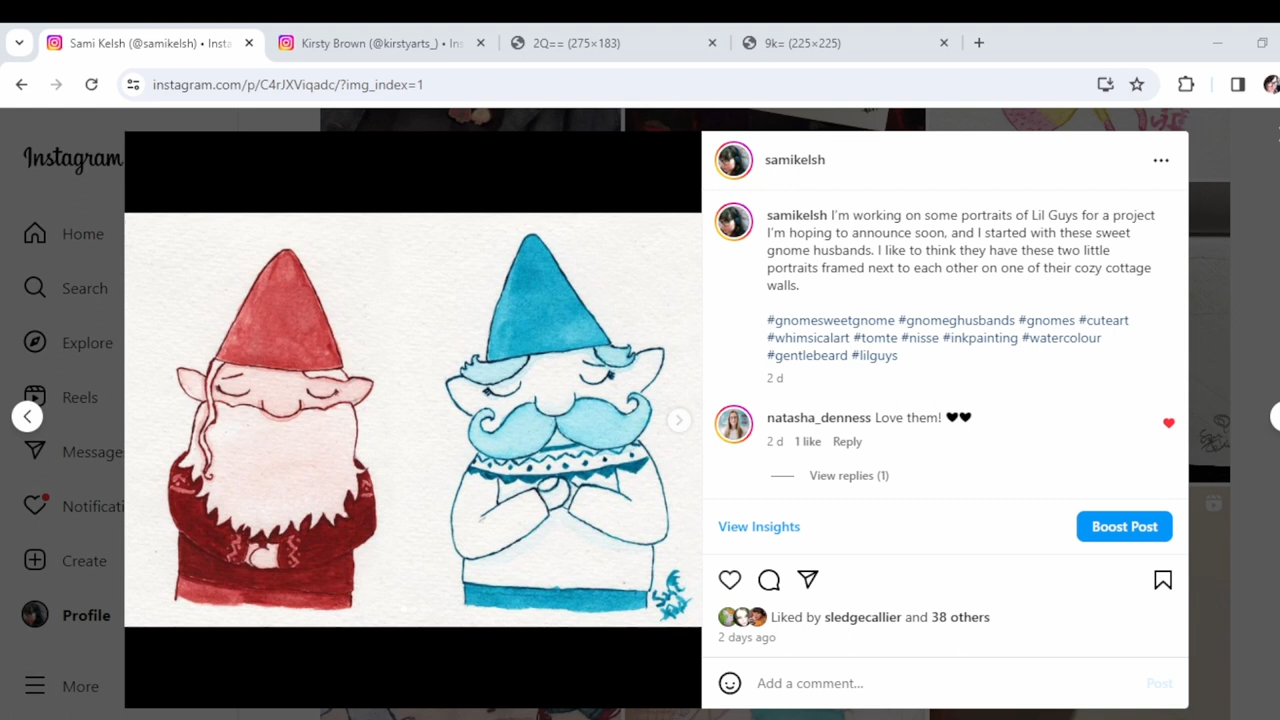 Sami Kelsh (@samikelsh) • Insta
Kirsty Brown (@kirstyarts_) • Ins
2Q== (275×183)
9k= (225×225)
instagram.com/p/C4rJXViqadc/?img_index=1
Instagram
Home
Search
Explore
Reels
Message
Notificati
Create
Profile
More
samikelsh
samikelsh I'm working on some portraits of Lil Guys for a project
I'm hoping to announce soon, and I started with these sweet
gnome husbands. I like to think they have these two little
portraits framed next to each other on one of their cozy cottage
walls.
#gnomesweetgnome #gnomeghusbands #gnomes #cuteart
#whimsicalart #tomte #nisse #inkpainting #watercolour
#gentlebeard #lilguys
2 d
natasha_denness Love them! 🖤🖤
2 d 1 like Reply
View replies (1)
View Insights
Boost Post
Liked by sledgecallier and 38 others
2 days ago
Add a comment...
Post